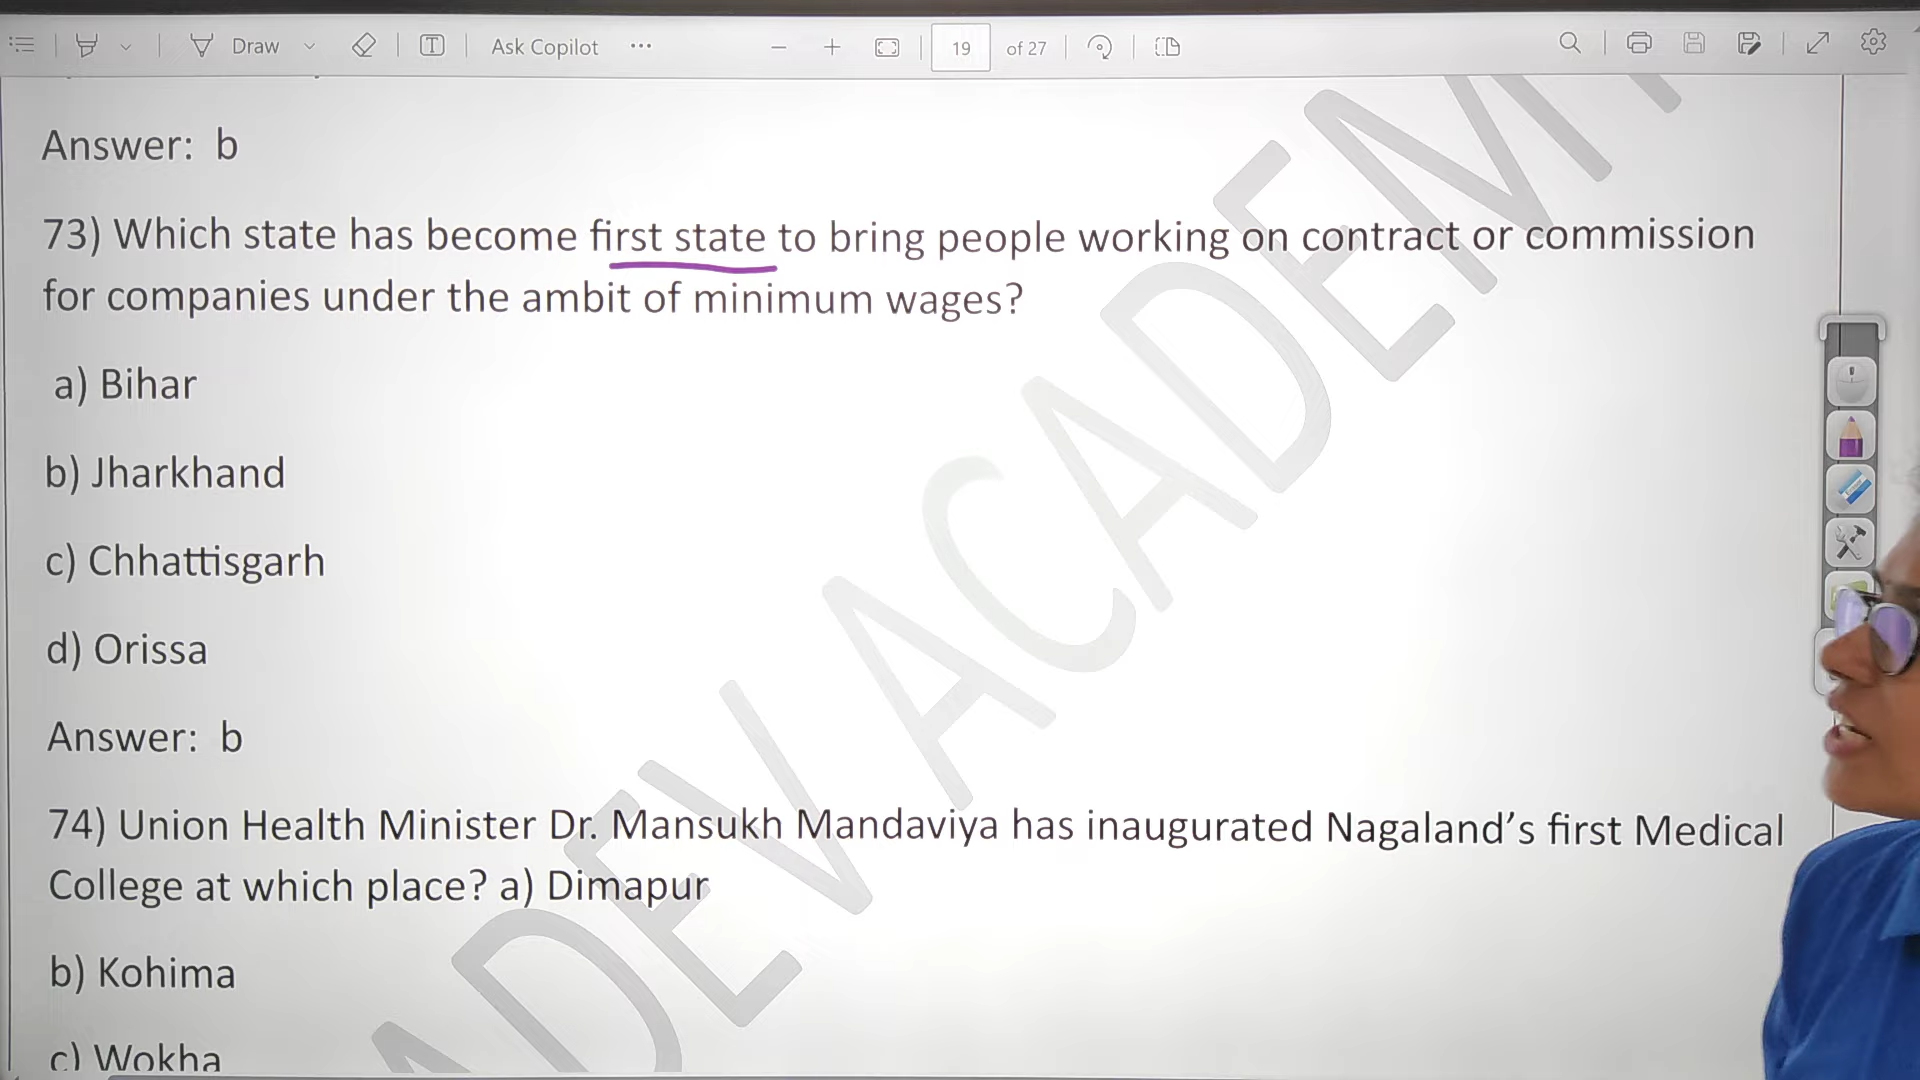 Draw
Ask Copilot
19 of 27
Answer: b
73) Which state has become first state to bring people working on contract or commission
for companies under the ambit of minimum wages?
a) Bihar
b) Jharkhand
c) Chhattisgarh
d) Orissa
Answer: b
74) Union Health Minister Dr. Mansukh Mandaviya has inaugurated Nagaland’s first Medical
College at which place? a) Dimapur
b) Kohima
c) Wokha
ADEV ACADEMY